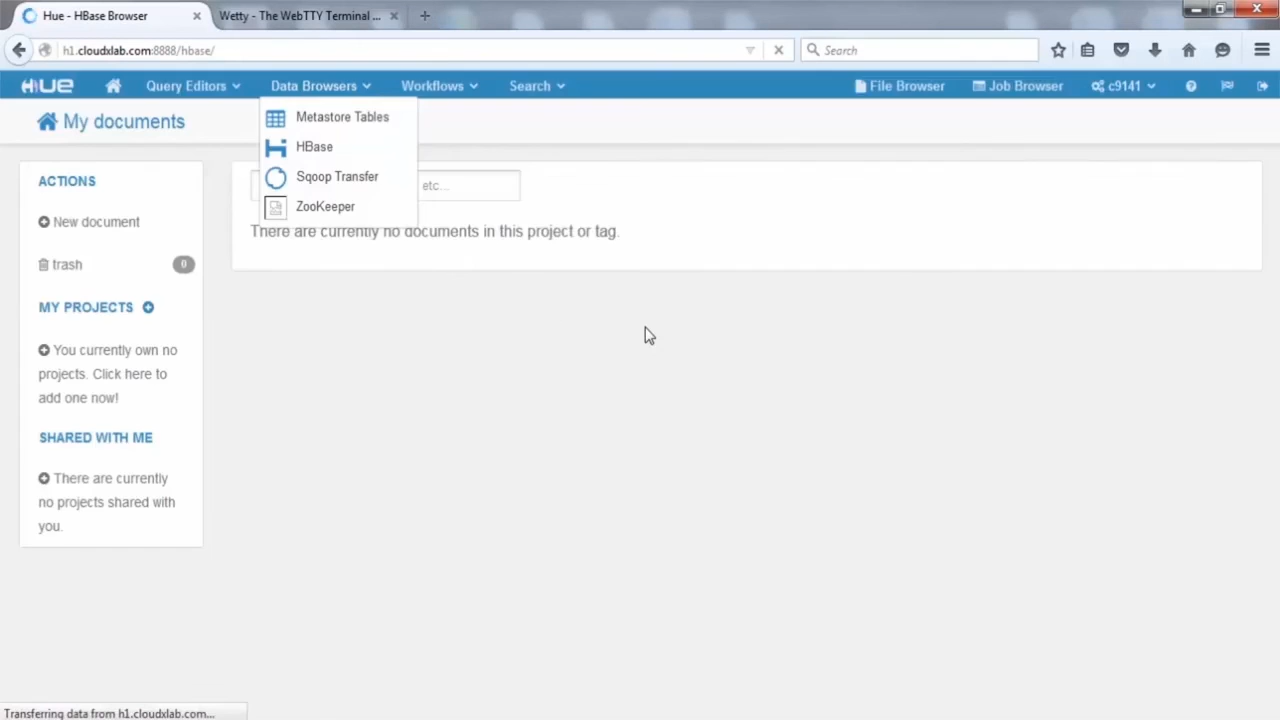 Hue - HBase Browser
Wetty - The WebTTY Terminal ...
h1.cloudxlab.com:8888/hbase/
Search
HUE
Query Editors
Data Browsers
Workflows
Search
File Browser
Job Browser
c9141
My documents
Metastore Tables
HBase
Sqoop Transfer
ZooKeeper
etc...
There are currently no documents in this project or tag.
ACTIONS
New document
trash
0
MY PROJECTS
You currently own no
projects. Click here to
add one now!
SHARED WITH ME
There are currently
no projects shared with
you.
Transferring data from h1.cloudxlab.com...